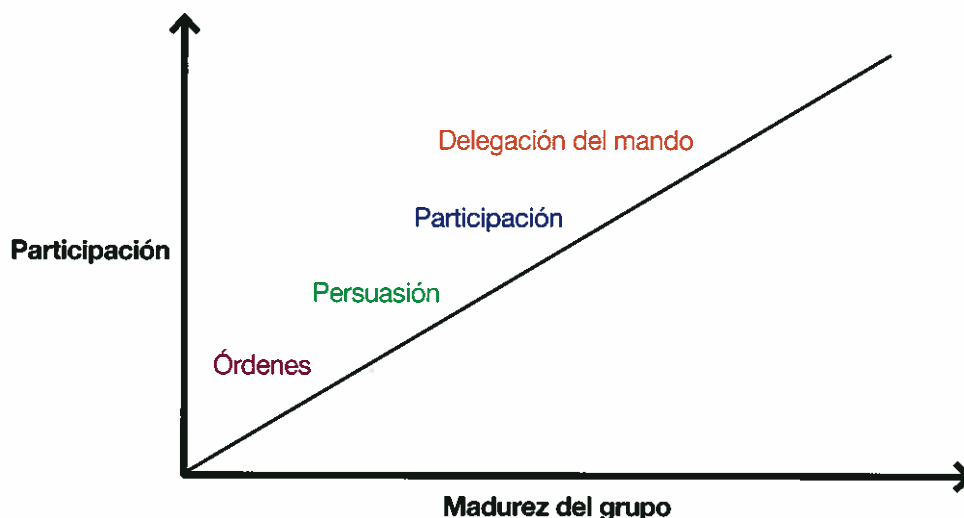 Delegación del mando
Participación
Participación
Persuasión
Órdenes
Madurez del grupo